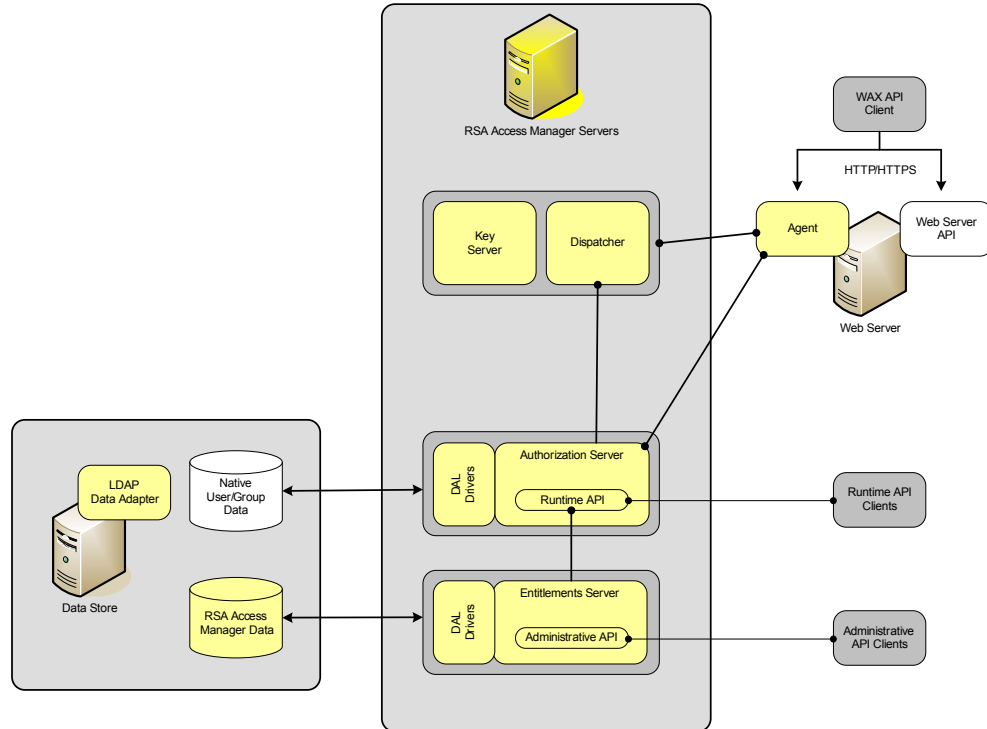 RSA Access Manager Servers
WAX API
Client
HTTP/HTTPS
Key
Server
Dispatcher
Agent
Web Server
API
Web Server
LDAP
Data Adapter
Data Store
Native
User/Group
Data
RSA Access
Manager Data
DAL
Drivers
Authorization Server
Runtime API
Runtime API
Clients
DAL
Drivers
Entitlements Server
Administrative API
Administrative
API Clients